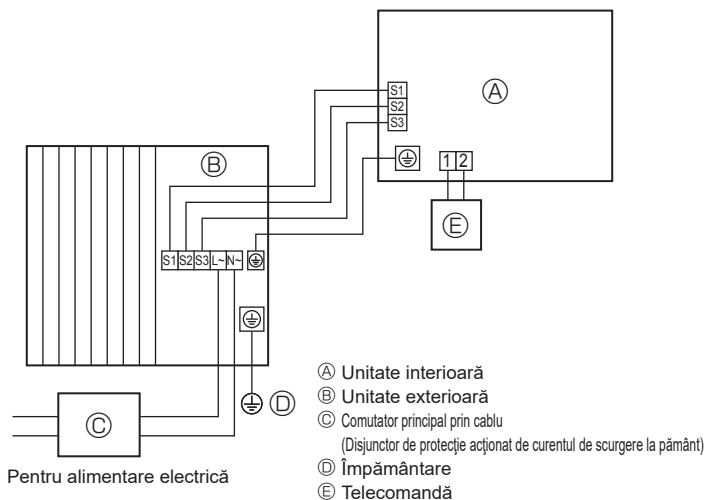 S1
S2
S3
Ⓐ
1 2
Ⓔ
Ⓑ
S1 S2 S3 L~ N~
Ⓒ
Ⓓ
Pentru alimentare electrică
Ⓐ Unitate interioară
Ⓑ Unitate exterioară
Ⓒ Comutator principal prin cablu
(Disjunctor de protecţie acţionat de curentul de scurgere la pământ)
Ⓓ Împământare
Ⓔ Telecomandă